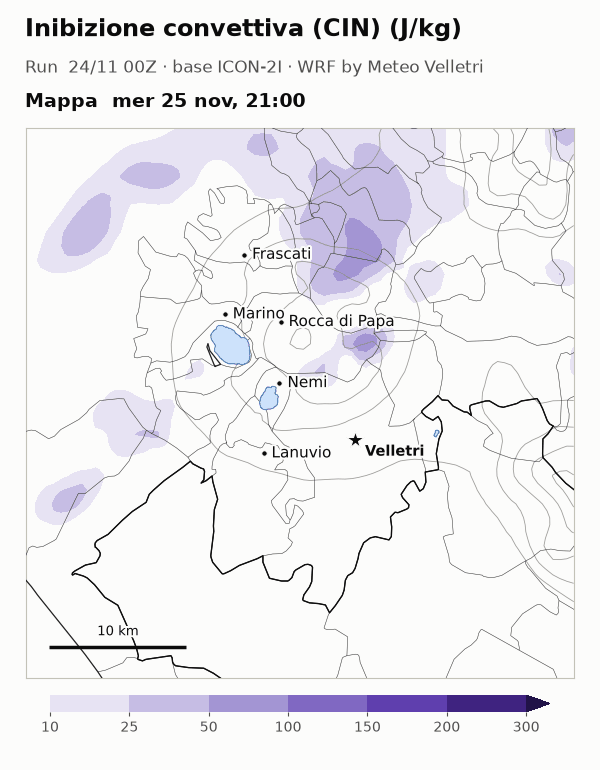 Inibizione convettiva (CIN) (J/kg)
Run  24/11 00Z · base ICON-2I · WRF by Meteo Velletri
Mappa  mer 25 nov, 21:00
Frascati
Marino
Rocca di Papa
Nemi
Velletri
Lanuvio
10 km
10 25 50 100 150 200 300